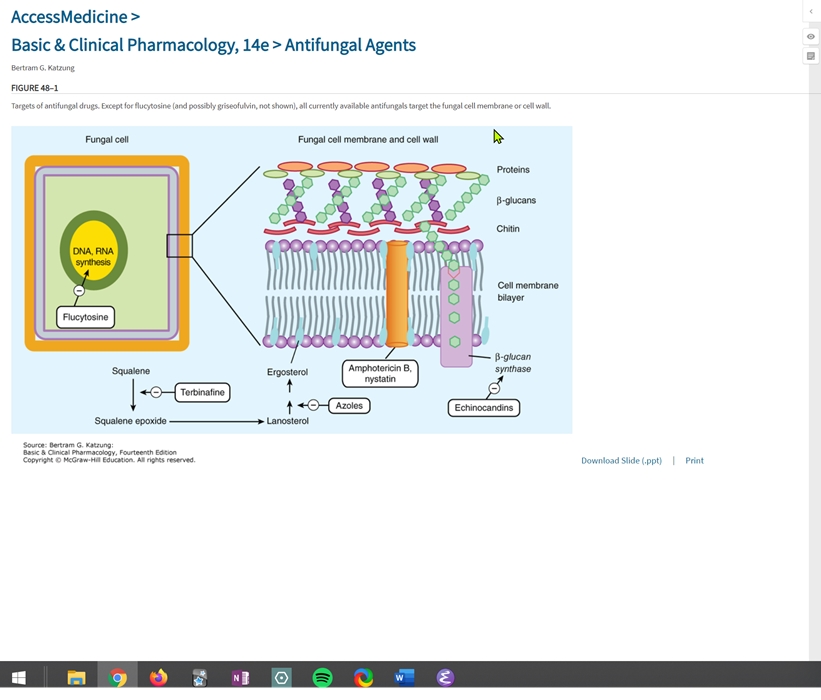 AccessMedicine >
Basic & Clinical Pharmacology, 14e > Antifungal Agents
Bertram G. Katzung
FIGURE 48–1
Targets of antifungal drugs. Except for flucytosine (and possibly griseofulvin, not shown), all currently available antifungals target the fungal cell membrane or cell wall.
Fungal cell
Fungal cell membrane and cell wall
Proteins
β-glucans
Chitin
DNA, RNA
synthesis
Flucytosine
Cell membrane
bilayer
β-glucan
synthase
Squalene
Ergosterol
Amphotericin B,
nystatin
Terbinafine
Azoles
Echinocandins
Squalene epoxide
Lanosterol
Source: Bertram G. Katzung:
Basic & Clinical Pharmacology, Fourteenth Edition
Copyright © McGraw-Hill Education. All rights reserved.
Download Slide (.ppt) | Print